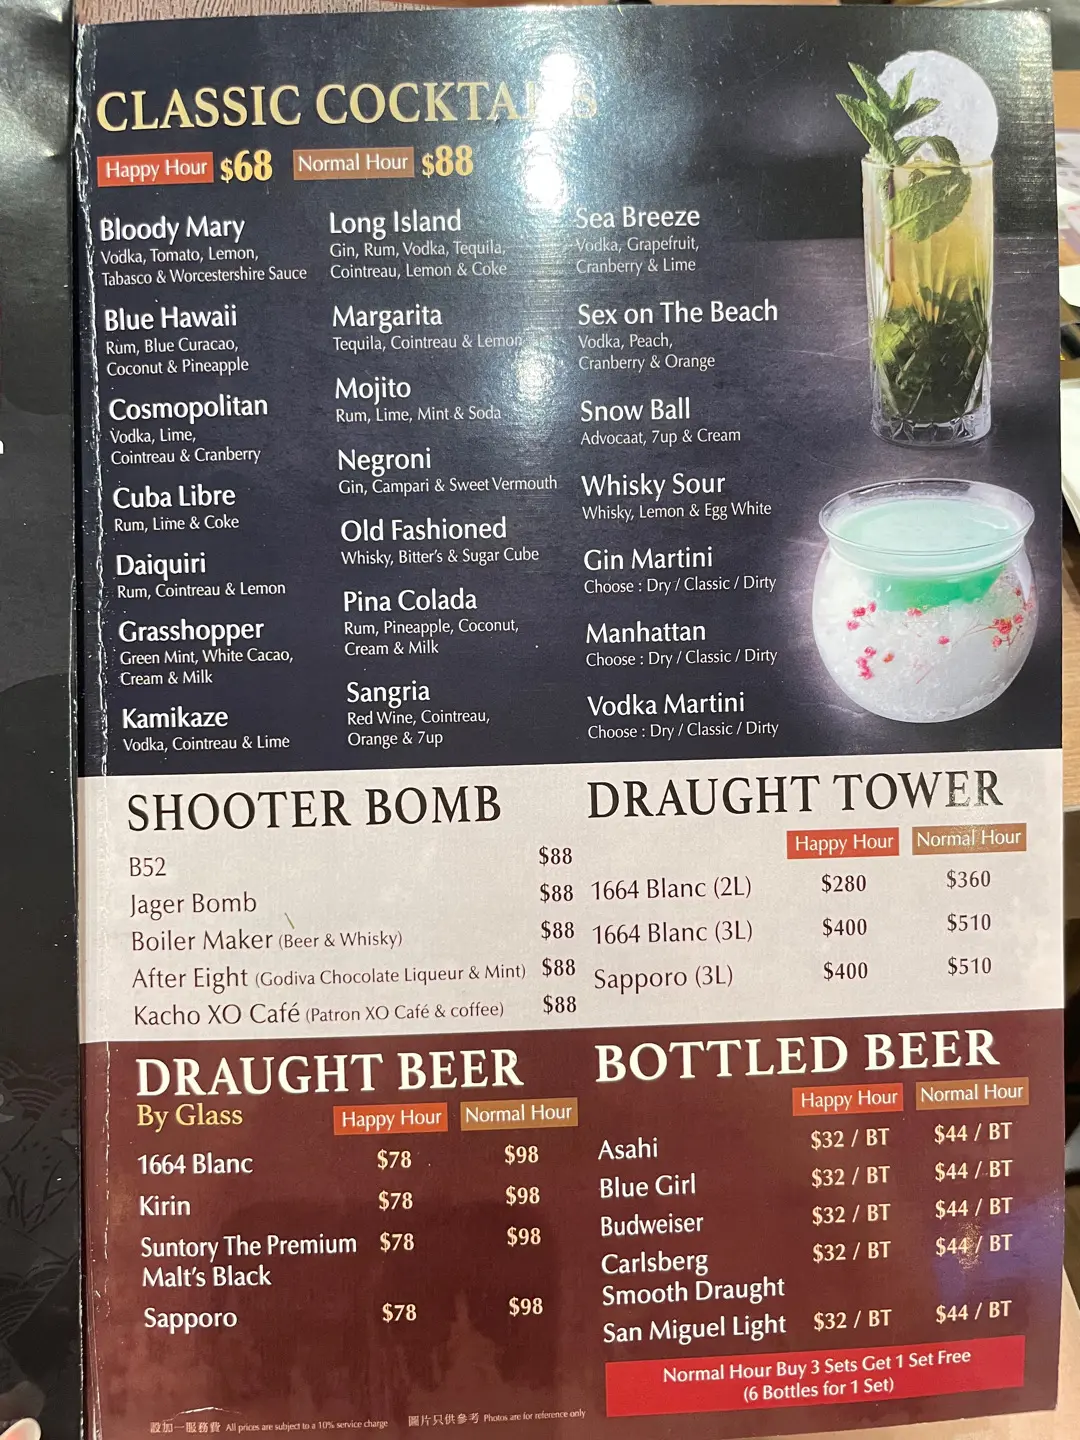 CLASSIC COCKTAILS
Happy Hour $68 Normal Hour $88
Bloody Mary
Vodka, Tomato, Lemon,
Tabasco & Worcestershire Sauce
Blue Hawaii
Rum, Blue Curacao,
Coconut & Pineapple
Cosmopolitan
Vodka, Lime,
Cointreau & Cranberry
Cuba Libre
Rum, Lime & Coke
Daiquiri
Rum, Cointreau & Lemon
Grasshopper
Green Mint, White Cacao,
Cream & Milk
Kamikaze
Vodka, Cointreau & Lime
Long Island
Gin, Rum, Vodka, Tequila,
Cointreau, Lemon & Coke
Margarita
Tequila, Cointreau & Lemon
Mojito
Rum, Lime, Mint & Soda
Negroni
Gin, Campari & Sweet Vermouth
Old Fashioned
Whisky, Bitter's & Sugar Cube
Pina Colada
Rum, Pineapple, Coconut,
Cream & Milk
Sangria
Red Wine, Cointreau,
Orange & 7up
Sea Breeze
Vodka, Grapefruit,
Cranberry & Lime
Sex on The Beach
Vodka, Peach,
Cranberry & Orange
Snow Ball
Advocaat, 7up & Cream
Whisky Sour
Whisky, Lemon & Egg White
Gin Martini
Choose : Dry / Classic / Dirty
Manhattan
Choose : Dry / Classic / Dirty
Vodka Martini
Choose : Dry / Classic / Dirty
SHOOTER BOMB
B52 $88
Jager Bomb $88
Boiler Maker (Beer & Whisky) $88
After Eight (Godiva Chocolate Liqueur & Mint) $88
Kacho XO Café (Patron XO Café & coffee) $88
DRAUGHT TOWER
Happy Hour Normal Hour
1664 Blanc (2L) $280 $360
1664 Blanc (3L) $400 $510
Sapporo (3L) $400 $510
DRAUGHT BEER
By Glass Happy Hour Normal Hour
1664 Blanc $78 $98
Kirin $78 $98
Suntory The Premium $78 $98
Malt's Black
Sapporo $78 $98
BOTTLED BEER
Happy Hour Normal Hour
Asahi $32 / BT $44 / BT
Blue Girl $32 / BT $44 / BT
Budweiser $32 / BT $44 / BT
Carlsberg $32 / BT $44 / BT
Smooth Draught
San Miguel Light $32 / BT $44 / BT
Normal Hour Buy 3 Sets Get 1 Set Free
(6 Bottles for 1 Set)
設加一服務費 All prices are subject to a 10% service charge 圖片只供參考 Photos are for reference only